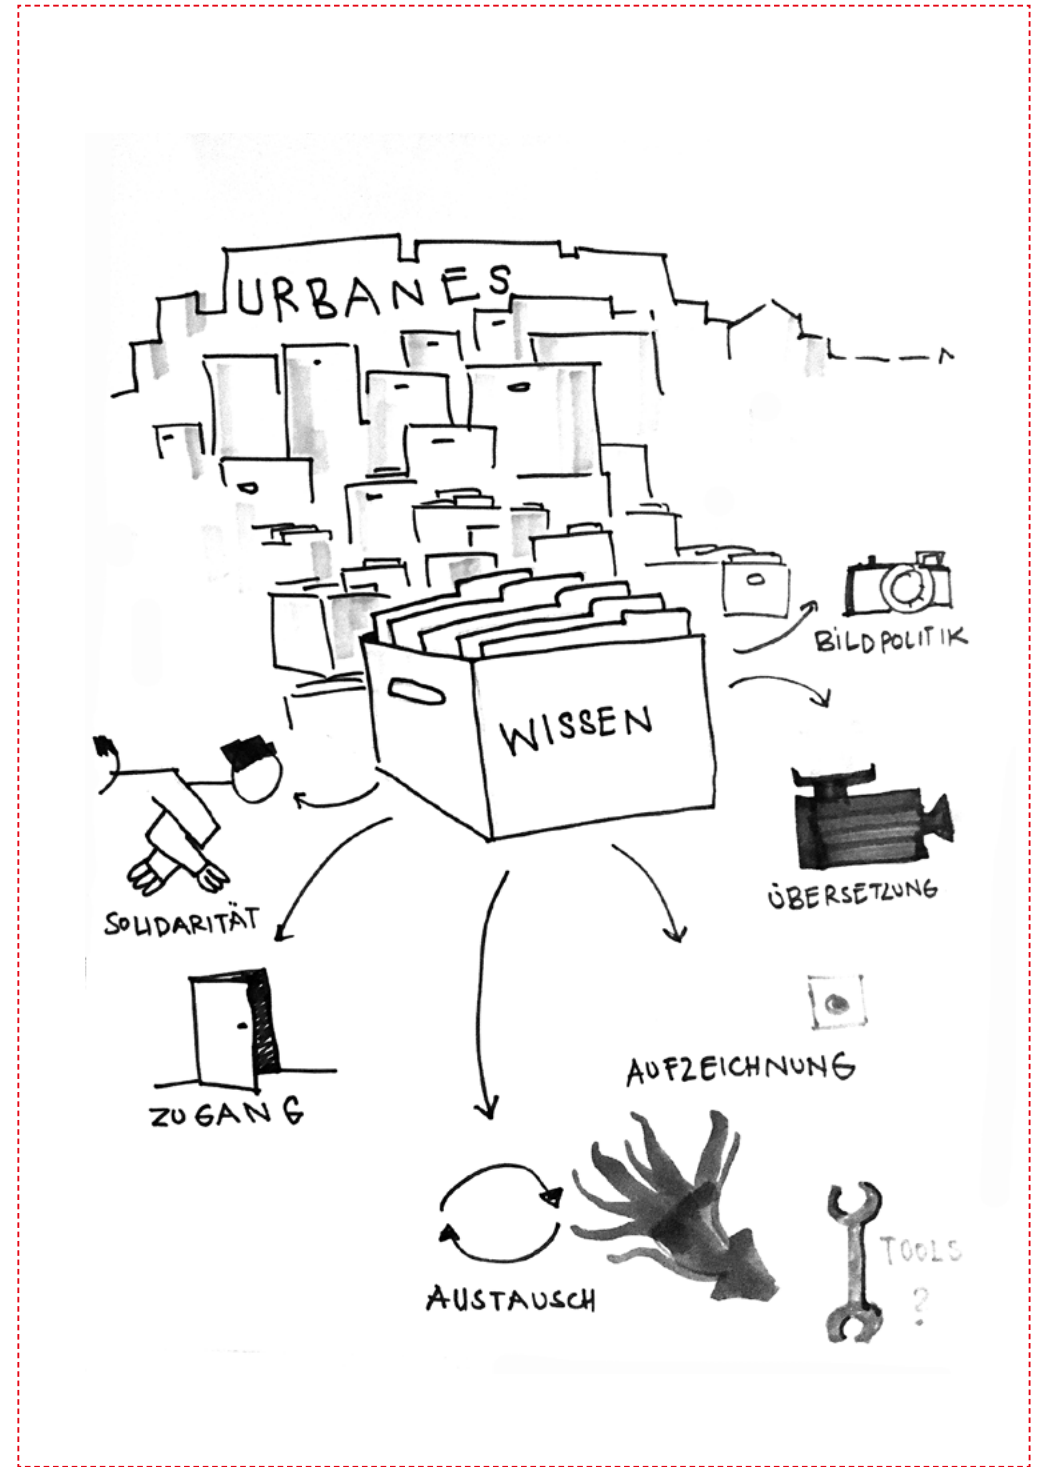 URBANES
WISSEN
BILDPOLITIK
ÜBERSETZUNG
SOLIDARITÄT
AUFZEICHNUNG
ZUGANG
AUSTAUSCH
TOOLS
?